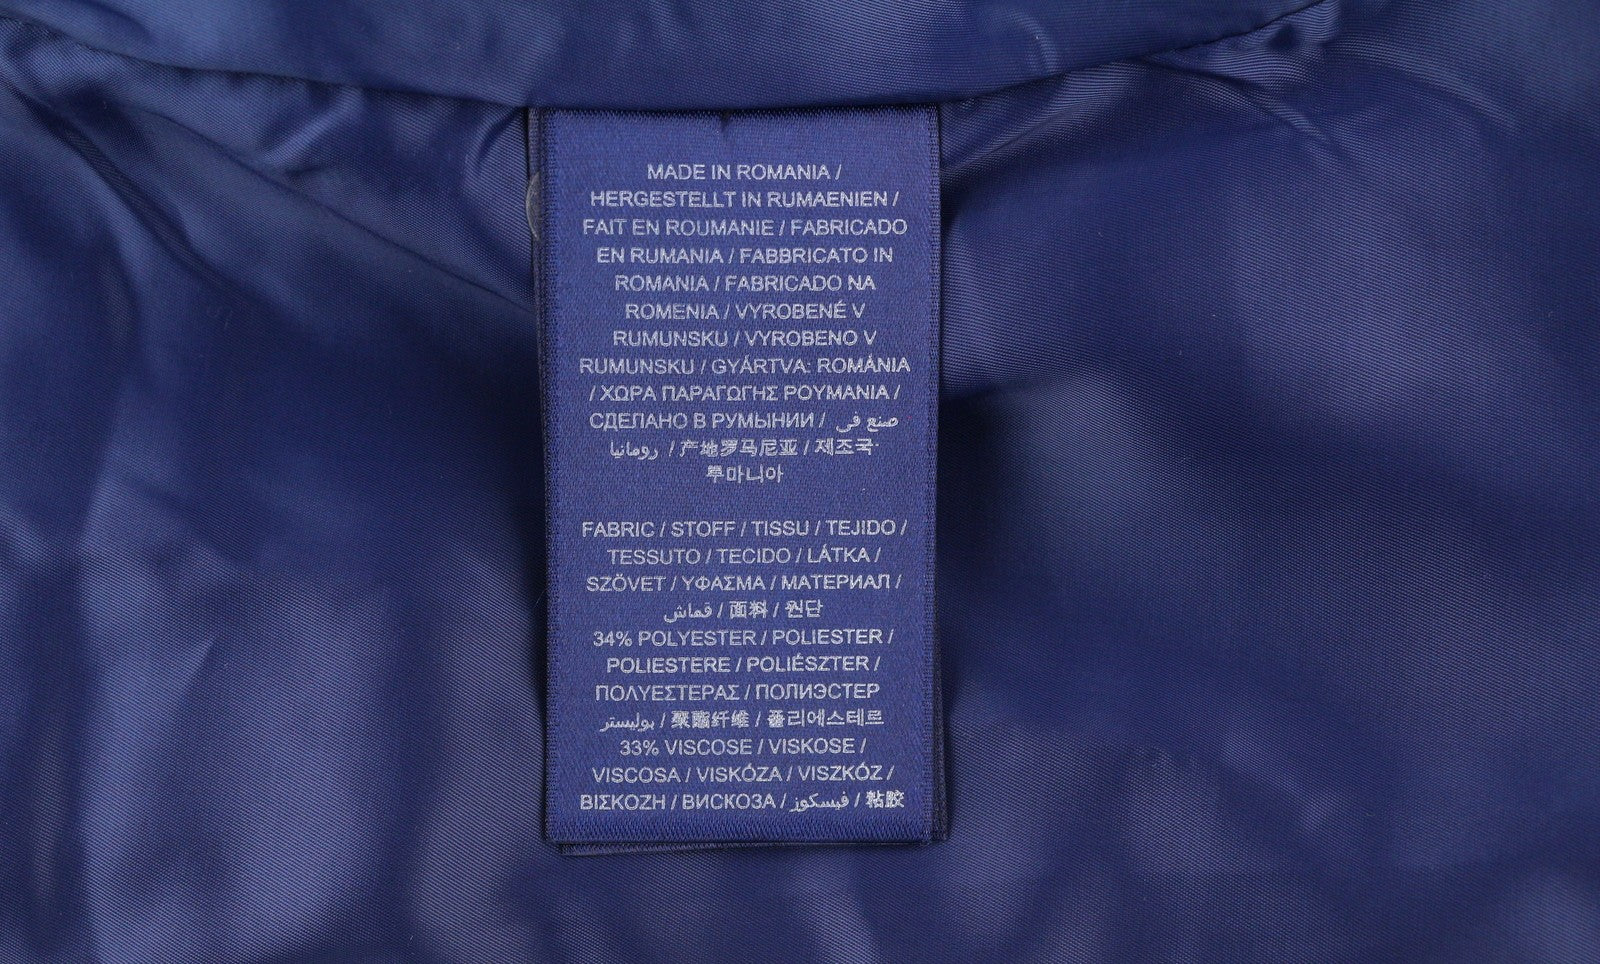 MADE IN ROMANIA /
HERGESTELLT IN RUMAENIEN /
FAIT EN ROUMANIE / FABRICADO
EN RUMANIA / FABBRICATO IN
ROMANIA / FABRICADO NA
ROMENIA / VYROBENÉ V
RUMUNSKU / VYROBENO V
RUMUNSKU / GYÁRTVA: ROMÁNIA
/ ΧΩΡΑ ΠΑΡΑΓΩΓΗΣ ΡΟΥΜΑΝΙΑ /
СДЕЛАНО В РУМЫНИИ / صنع في
رومانيا / 产地罗马尼亚 / 제조국
루마니아
FABRIC / STOFF / TISSU / TEJIDO /
TESSUTO / TECIDO / LÁTKA /
SZÖVET / ΥΦΑΣΜΑ / МАТЕРИАЛ /
قماش / 面料 / 원단
34% POLYESTER / POLIESTER /
POLIESTERE / POLIÉSZTER /
ΠΟΛΥΕΣΤΕΡΑΣ / ПОЛИЭСТЕР
بوليستر / 聚酯纤维 / 폴리에스테르
33% VISCOSE / VISKOSE /
VISCOSA / VISKÓZA / VISZKÓZ /
ΒΙΣΚΟΖΗ / ВИСКОЗА / فيسكوز / 粘胶